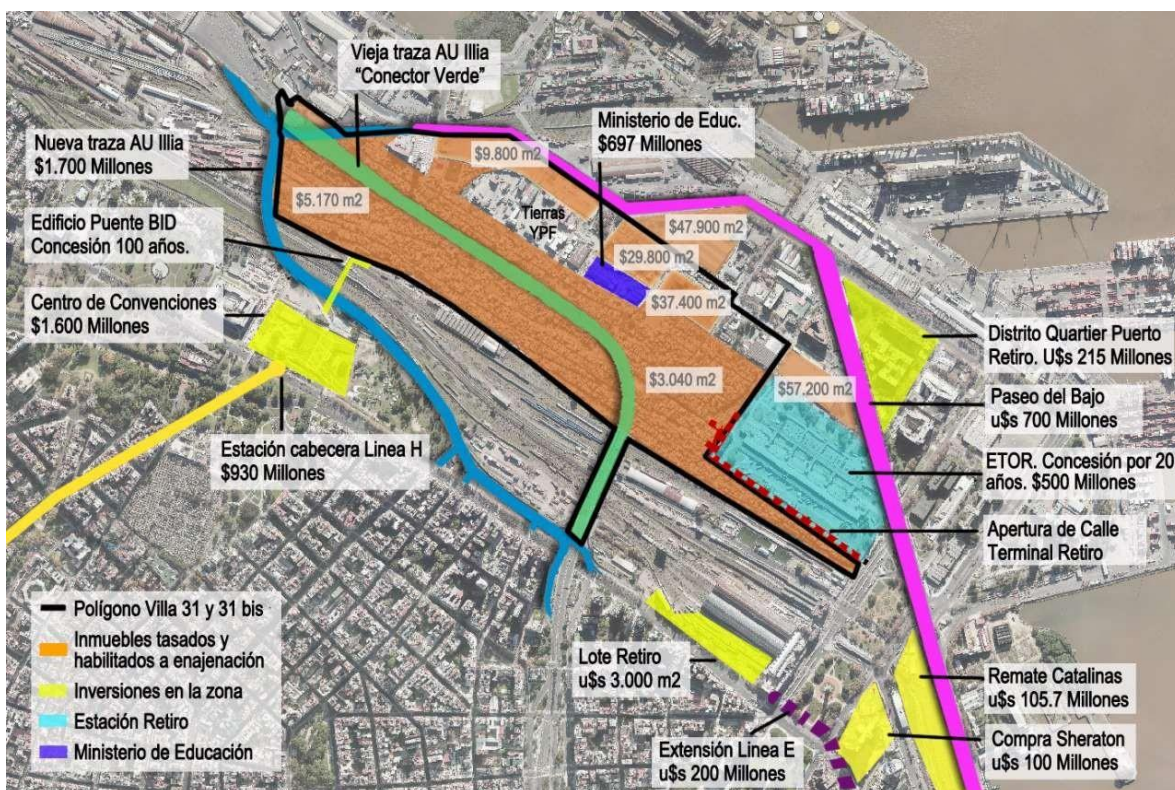 Vieja traza AU Illia
“Conector Verde”
Nueva traza AU Illia
$1.700 Millones
Ministerio de Educ.
$697 Millones
$9.800 m2
$5.170 m2
Tierras
YPF
$47.900 m2
$29.800 m2
$37.400 m2
Edificio Puente BID
Concesión 100 años.
Centro de Convenciones
$1.600 Millones
Distrito Quartier Puerto
Retiro. U$s 215 Millones
$3.040 m2
$57.200 m2
Paseo del Bajo
u$s 700 Millones
Estación cabecera Linea H
$930 Millones
ETOR. Concesión por 20
años. $500 Millones
Apertura de Calle
Terminal Retiro
Polígono Villa 31 y 31 bis
Inmuebles tasados y
habilitados a enajenación
Inversiones en la zona
Estación Retiro
Ministerio de Educación
Lote Retiro
u$s 3.000 m2
Remate Catalinas
u$s 105.7 Millones
Extensión Linea E
u$s 200 Millones
Compra Sheraton
u$s 100 Millones